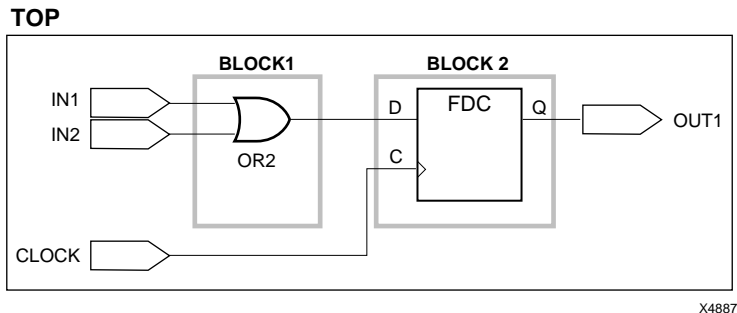 TOP
BLOCK1
BLOCK 2
IN1
D
FDC
Q
IN2
OUT1
C
OR2
CLOCK
X4887